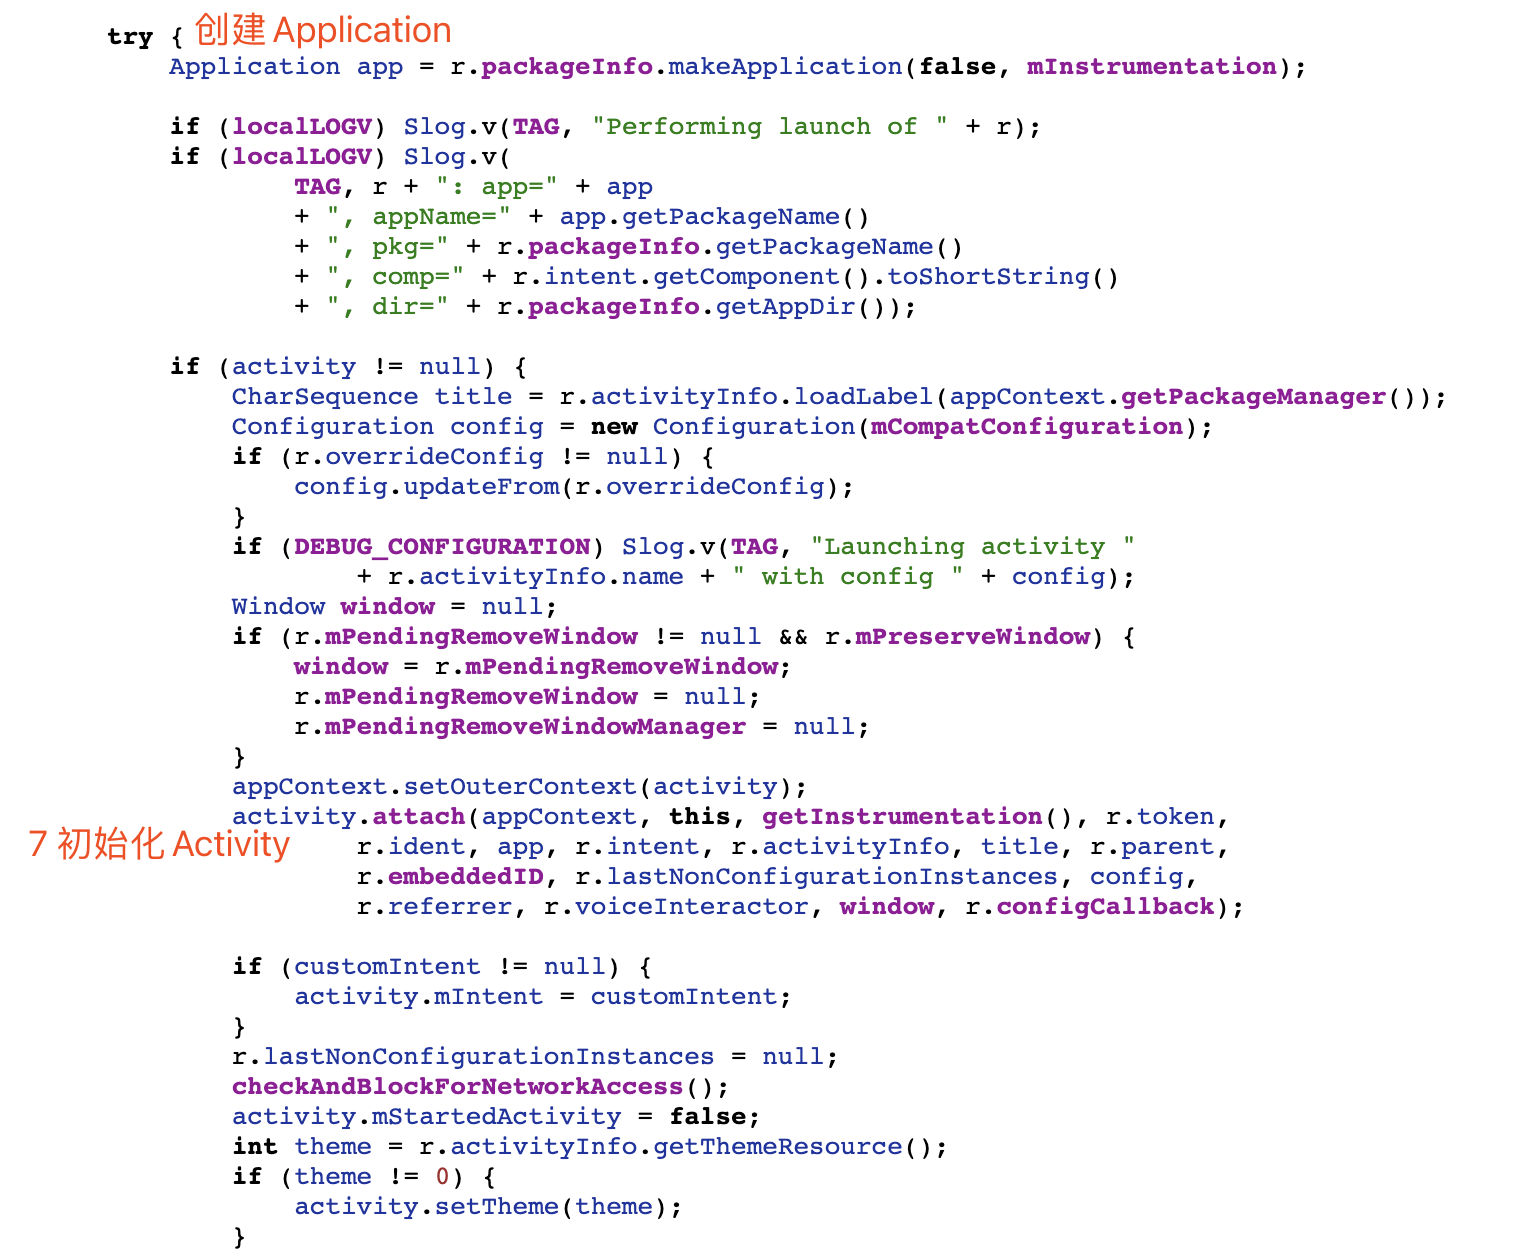 try { 创建 Application
Application app = r.packageInfo.makeApplication(false, mInstrumentation);
if (localLOGV) Slog.v(TAG, "Performing launch of " + r);
if (localLOGV) Slog.v(
TAG, r + ": app=" + app
+ ", appName=" + app.getPackageName()
+ ", pkg=" + r.packageInfo.getPackageName()
+ ", comp=" + r.intent.getComponent().toShortString()
+ ", dir=" + r.packageInfo.getAppDir());
if (activity != null) {
CharSequence title = r.activityInfo.loadLabel(appContext.getPackageManager());
Configuration config = new Configuration(mCompatConfiguration);
if (r.overrideConfig != null) {
config.updateFrom(r.overrideConfig);
}
if (DEBUG_CONFIGURATION) Slog.v(TAG, "Launching activity "
+ r.activityInfo.name + " with config " + config);
Window window = null;
if (r.mPendingRemoveWindow != null && r.mPreserveWindow) {
window = r.mPendingRemoveWindow;
r.mPendingRemoveWindow = null;
r.mPendingRemoveWindowManager = null;
}
appContext.setOuterContext(activity);
activity.attach(appContext, this, getInstrumentation(), r.token,
7 初始化 Activity
r.ident, app, r.intent, r.activityInfo, title, r.parent,
r.embeddedID, r.lastNonConfigurationInstances, config,
r.referrer, r.voiceInteractor, window, r.configCallback);
if (customIntent != null) {
activity.mIntent = customIntent;
}
r.lastNonConfigurationInstances = null;
checkAndBlockForNetworkAccess();
activity.mStartedActivity = false;
int theme = r.activityInfo.getThemeResource();
if (theme != 0) {
activity.setTheme(theme);
}